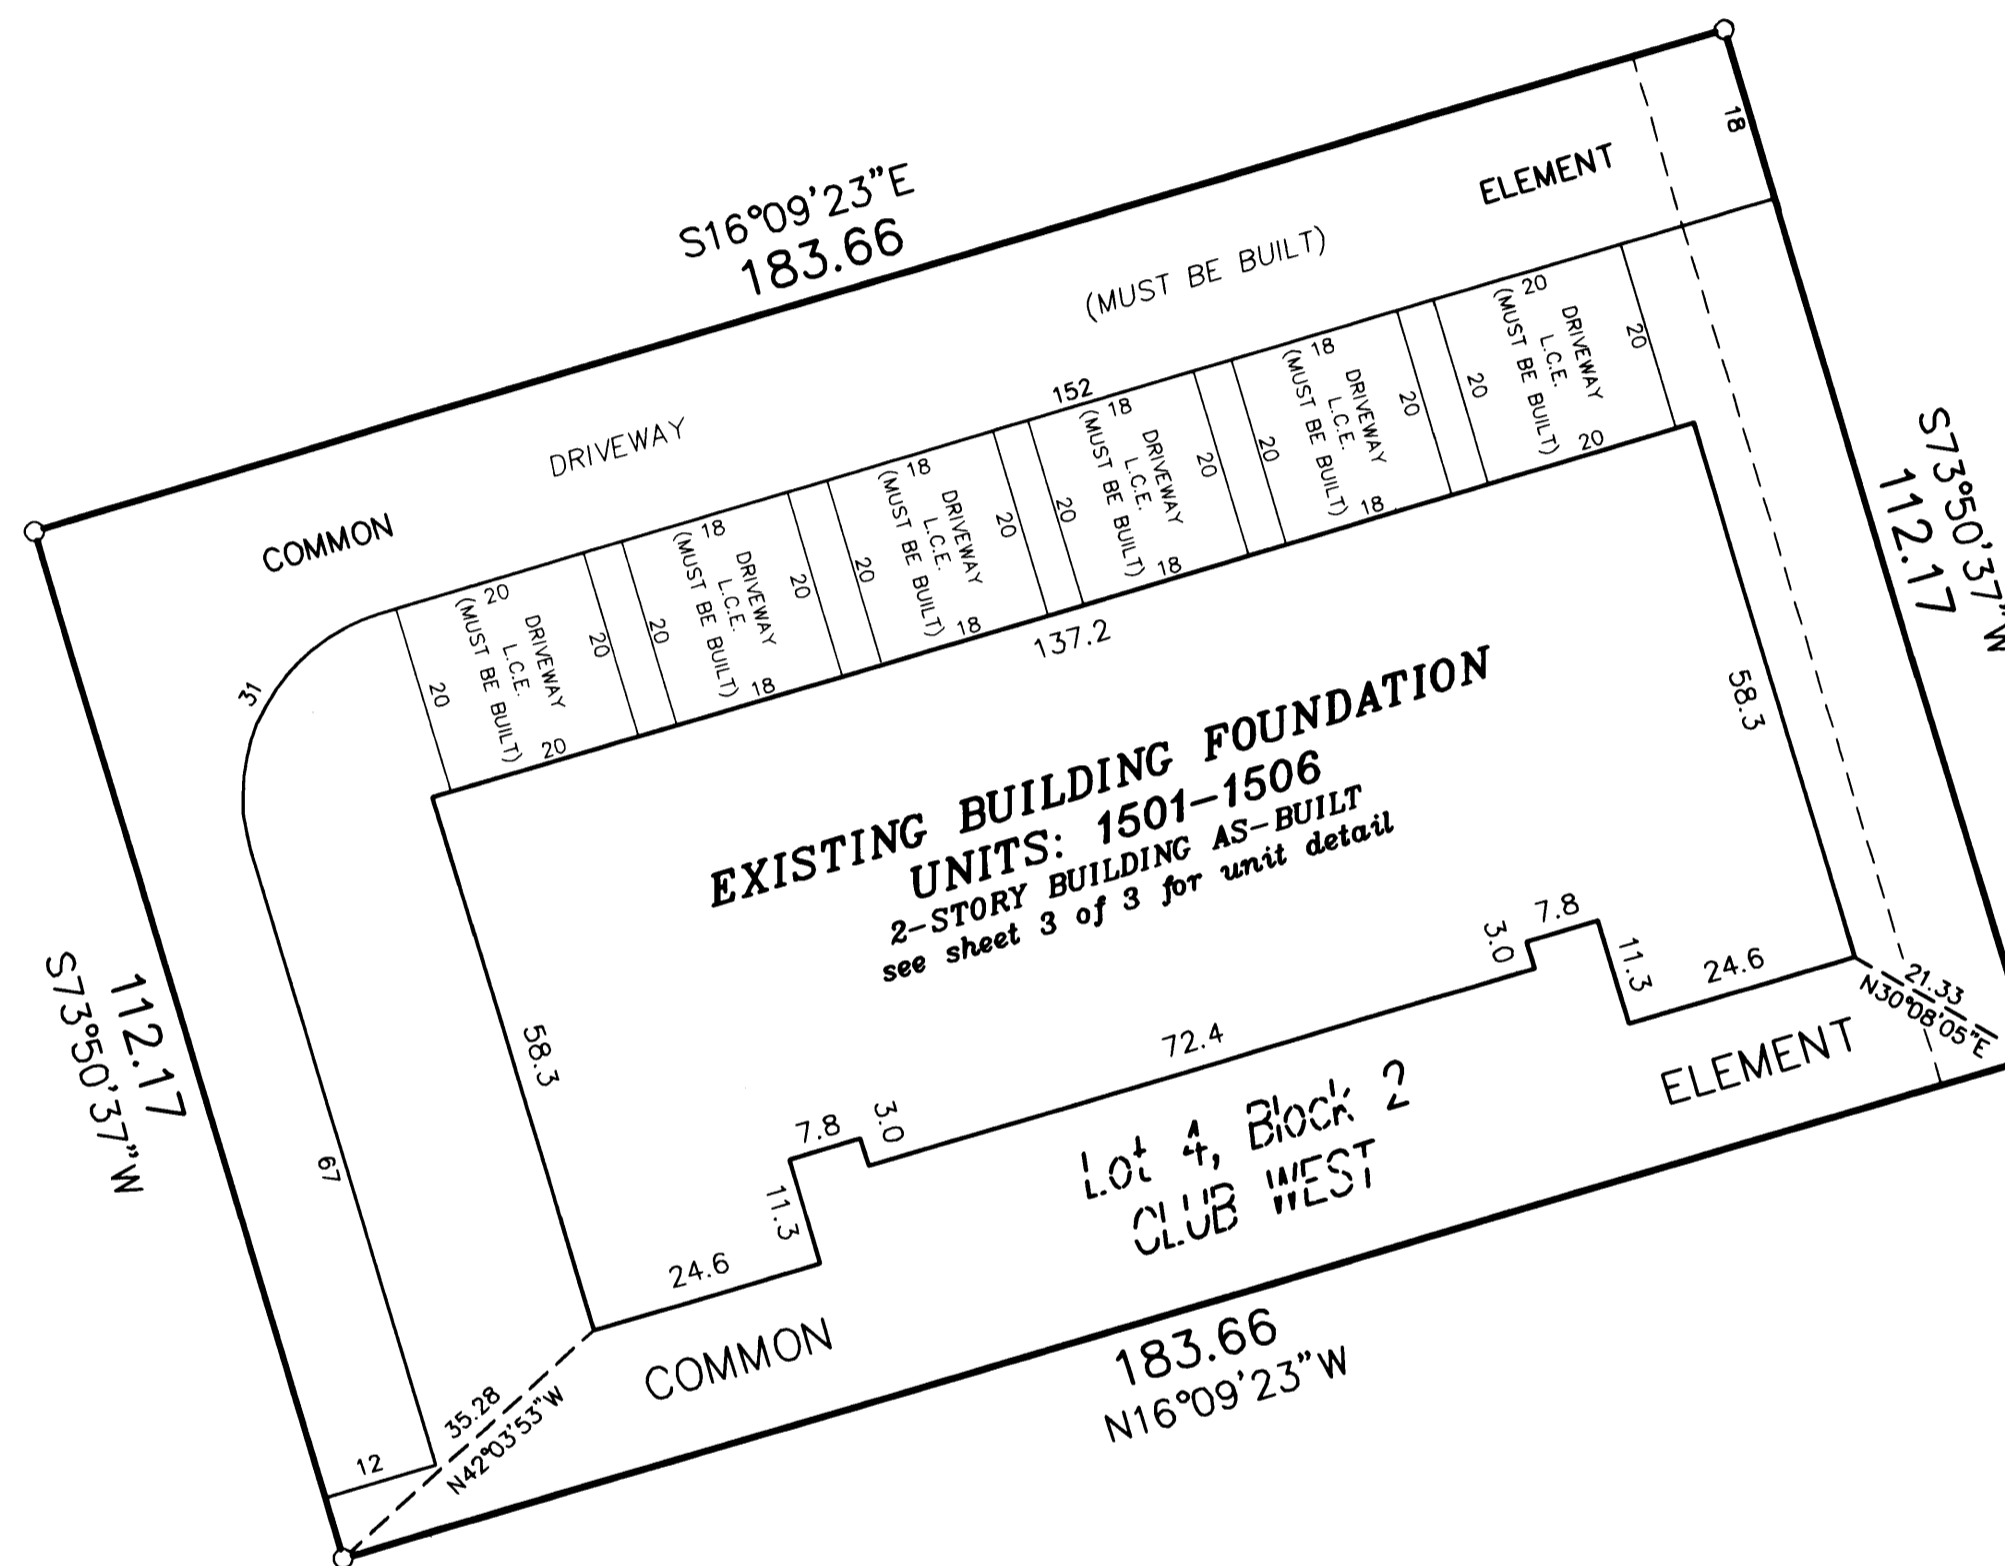 S16°09'23"E
183.66
18
COMMON
DRIVEWAY
(MUST BE BUILT)
ELEMENT
31
152
20
DRIVEWAY
L.C.E.
(MUST BE BUILT)
20
20
20
18
DRIVEWAY
L.C.E.
(MUST BE BUILT)
20
20
18
18
DRIVEWAY
L.C.E.
(MUST BE BUILT)
20
20
18
18
DRIVEWAY
L.C.E.
(MUST BE BUILT)
20
20
18
18
DRIVEWAY
L.C.E.
(MUST BE BUILT)
20
20
18
20
DRIVEWAY
L.C.E.
(MUST BE BUILT)
20
20
20
137.2
S73°50'37"W
112.17
58.3
EXISTING BUILDING FOUNDATION
UNITS: 1501-1506
2-STORY BUILDING AS-BUILT
see sheet 3 of 3 for unit detail
112.17
S73°50'37"W
67
58.3
24.6
11.3
7.8
3.0
72.4
3.0
7.8
11.3
24.6
21.33
N30°08'05"E
Lot 4, Block 2
CLUB WEST
COMMON
ELEMENT
12
35.28
N42°03'53"W
183.66
N16°09'23"W